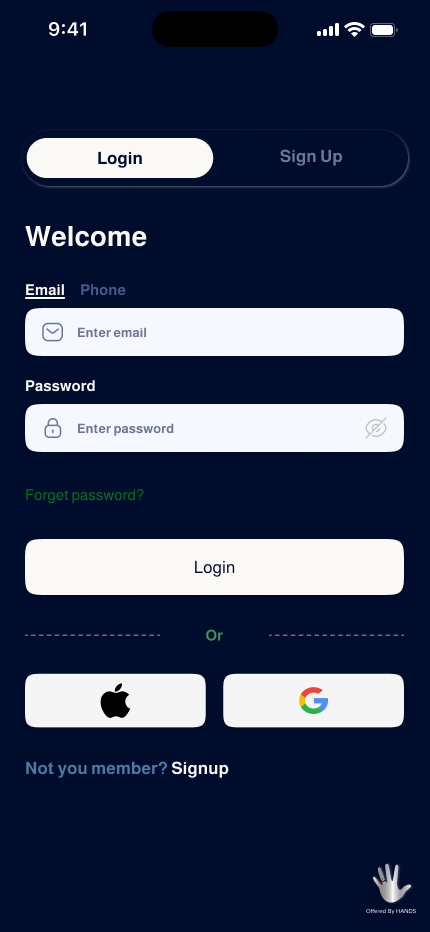 9:41
Login Sign Up
Welcome
Email Phone
Enter email
Password
Enter password
Forget password?
Login
Or
Not you member? Signup
Offered By HANDS